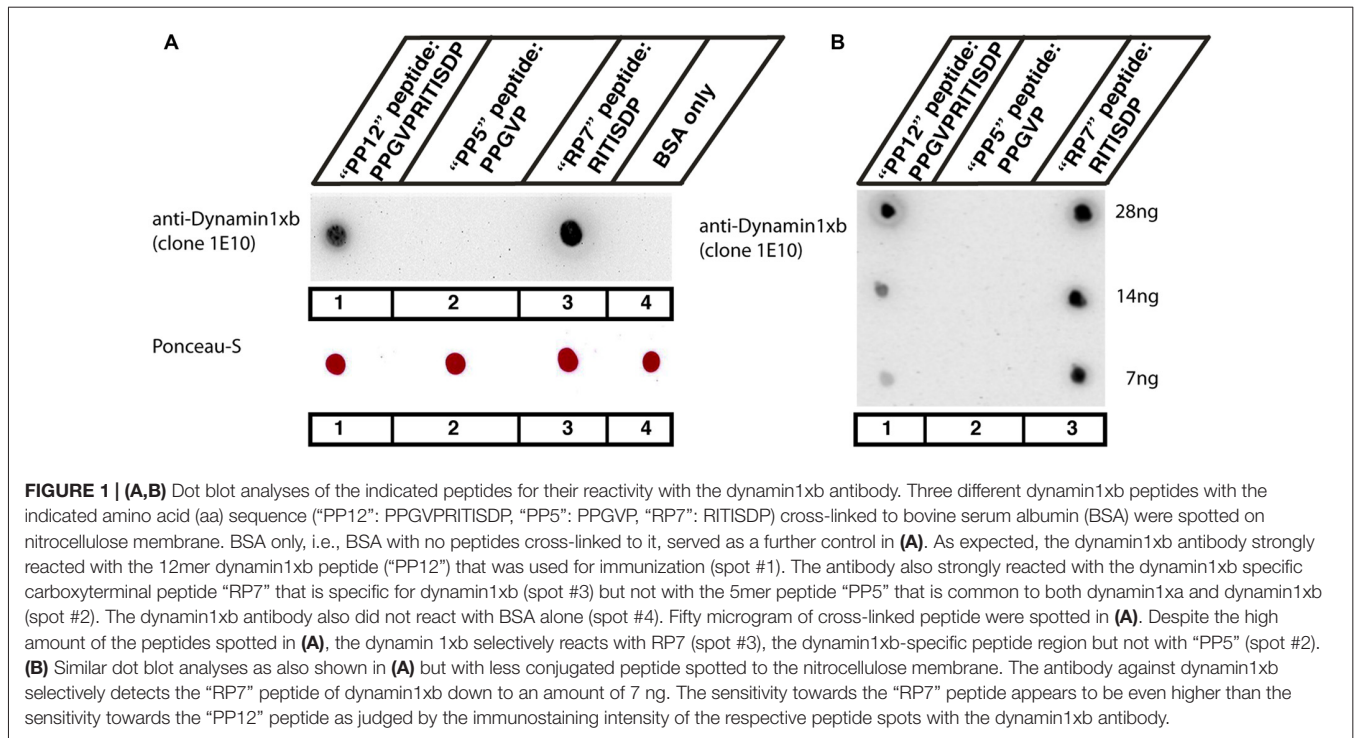 A
"PP12" peptide:
PPGVPRITISDP
"PP5" peptide:
PPGVP
"RP7" peptide:
RITISDP
BSA only
anti-Dynamin1xb
(clone 1E10)
1 2 3 4
Ponceau-S
1 2 3 4
B
"PP12" peptide:
PPGVPRITISDP
"PP5" peptide:
PPGVP
"RP7" peptide:
RITISDP
anti-Dynamin1xb
(clone 1E10)
28ng
14ng
7ng
1 2 3
FIGURE 1 | (A,B) Dot blot analyses of the indicated peptides for their reactivity with the dynamin1xb antibody. Three different dynamin1xb peptides with the
indicated amino acid (aa) sequence ("PP12": PPGVPRITISDP, "PP5": PPGVP, "RP7": RITISDP) cross-linked to bovine serum albumin (BSA) were spotted on
nitrocellulose membrane. BSA only, i.e., BSA with no peptides cross-linked to it, served as a further control in (A). As expected, the dynamin1xb antibody strongly
reacted with the 12mer dynamin1xb peptide ("PP12") that was used for immunization (spot #1). The antibody also strongly reacted with the dynamin1xb specific
carboxyterminal peptide "RP7" that is specific for dynamin1xb (spot #3) but not with the 5mer peptide "PP5" that is common to both dynamin1xa and dynamin1xb
(spot #2). The dynamin1xb antibody also did not react with BSA alone (spot #4). Fifty microgram of cross-linked peptide were spotted in (A). Despite the high
amount of the peptides spotted in (A), the dynamin 1xb selectively reacts with RP7 (spot #3), the dynamin1xb-specific peptide region but not with "PP5" (spot #2).
(B) Similar dot blot analyses as also shown in (A) but with less conjugated peptide spotted to the nitrocellulose membrane. The antibody against dynamin1xb
selectively detects the "RP7" peptide of dynamin1xb down to an amount of 7 ng. The sensitivity towards the "RP7" peptide appears to be even higher than the
sensitivity towards the "PP12" peptide as judged by the immunostaining intensity of the respective peptide spots with the dynamin1xb antibody.